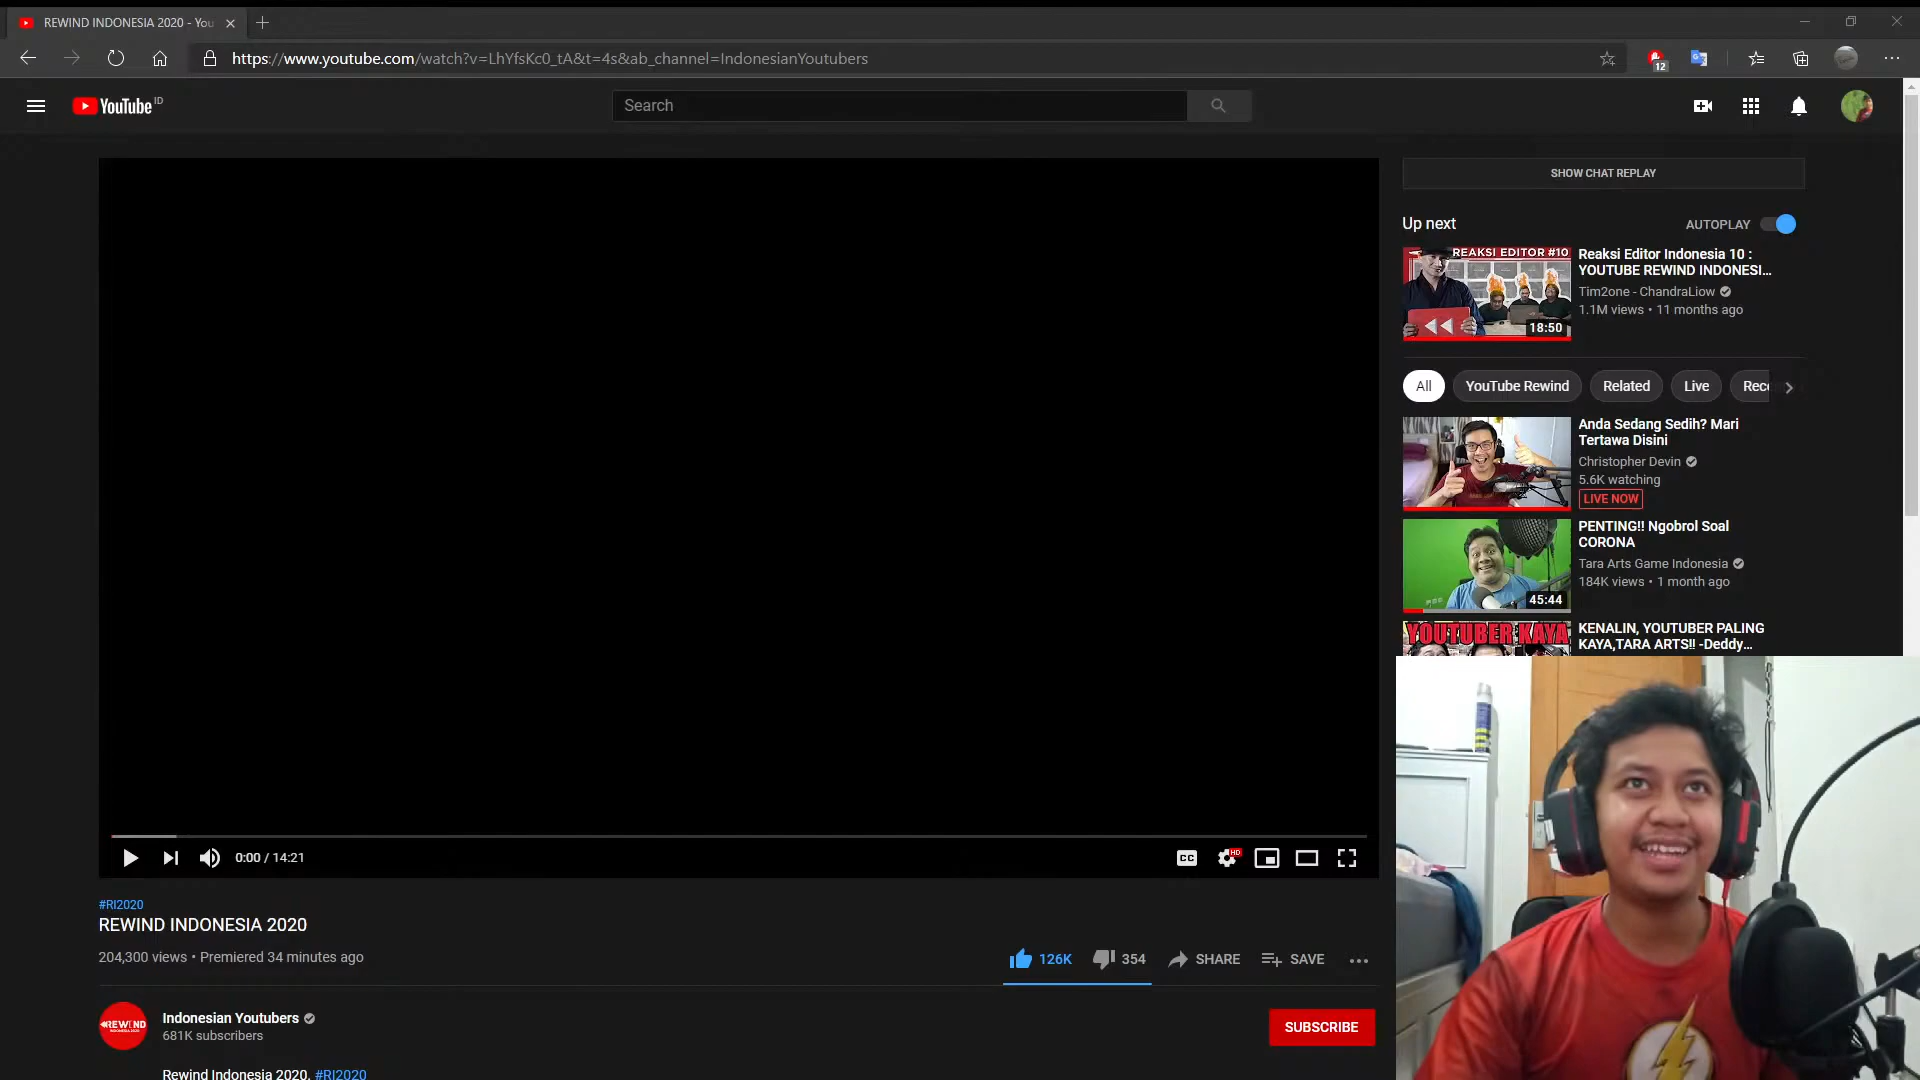 REWIND INDONESIA 2020 - You
https://www.youtube.com/watch?v=LhYfsKc0_tA&t=4s&ab_channel=IndonesianYoutubers
12
YouTube ID
Search
SHOW CHAT REPLAY
Up next
AUTOPLAY
REAKSI EDITOR #10
18:50
Reaksi Editor Indonesia 10 :
YOUTUBE REWIND INDONESI...
Tim2one - ChandraLiow
1.1M views • 11 months ago
All
YouTube Rewind
Related
Live
Rec
Anda Sedang Sedih? Mari
Tertawa Disini
Christopher Devin
5.6K watching
LIVE NOW
45:44
PENTING!! Ngobrol Soal
CORONA
Tara Arts Game Indonesia
184K views • 1 month ago
YOUTUBER KAYA
KENALIN, YOUTUBER PALING
KAYA,TARA ARTS!! -Deddy...
0:00 / 14:21
CC
HD
#RI2020
REWIND INDONESIA 2020
204,300 views • Premiered 34 minutes ago
126K
354
SHARE
SAVE
REWIND
Indonesian Youtubers
681K subscribers
SUBSCRIBE
Rewind Indonesia 2020. #RI2020